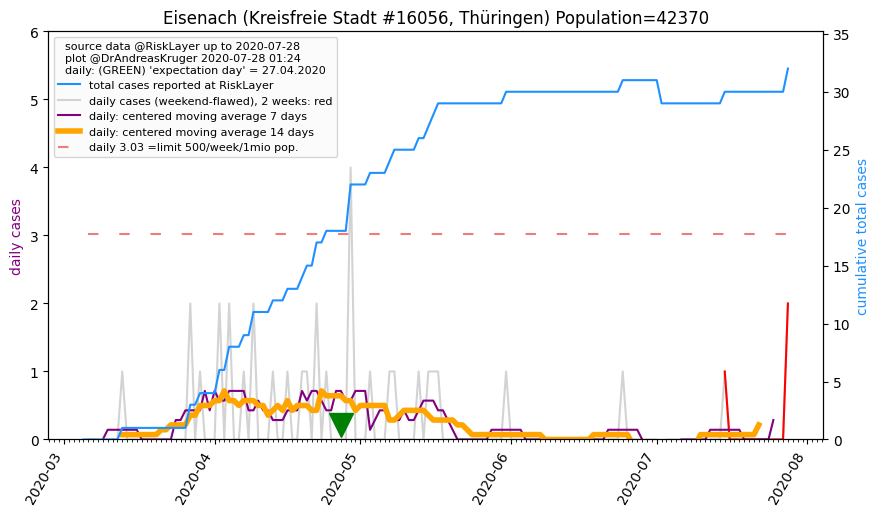 Eisenach (Kreisfreie Stadt #16056, Thüringen) Population=42370
source data @RiskLayer up to 2020-07-28
plot @DrAndreasKruger 2020-07-28 01:24
daily: (GREEN) 'expectation day' = 27.04.2020
total cases reported at RiskLayer
daily cases (weekend-flawed), 2 weeks: red
daily: centered moving average 7 days
daily: centered moving average 14 days
daily 3.03 =limit 500/week/1mio pop.
daily cases
6
5
4
3
2
1
0
35
30
25
20
15
10
5
0
cumulative total cases
2020-03
2020-04
2020-05
2020-06
2020-07
2020-08